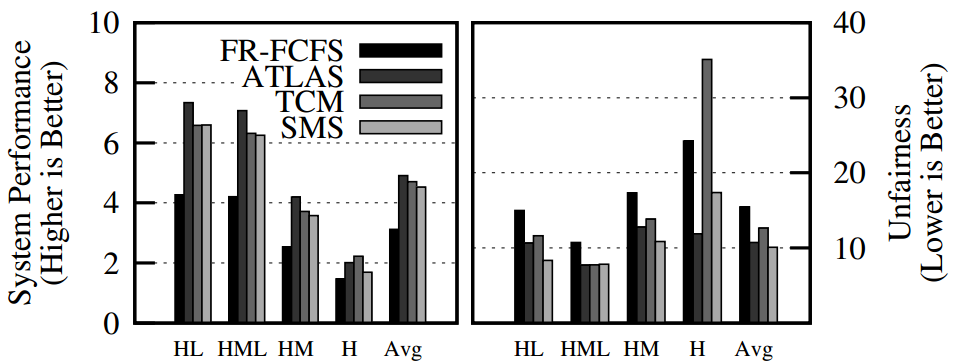 System Performance
(Higher is Better)
10
8
6
4
2
0
FR-FCFS
ATLAS
TCM
SMS
HL HML HM H Avg
HL HML HM H Avg
40
30
20
10
Unfairness
(Lower is Better)